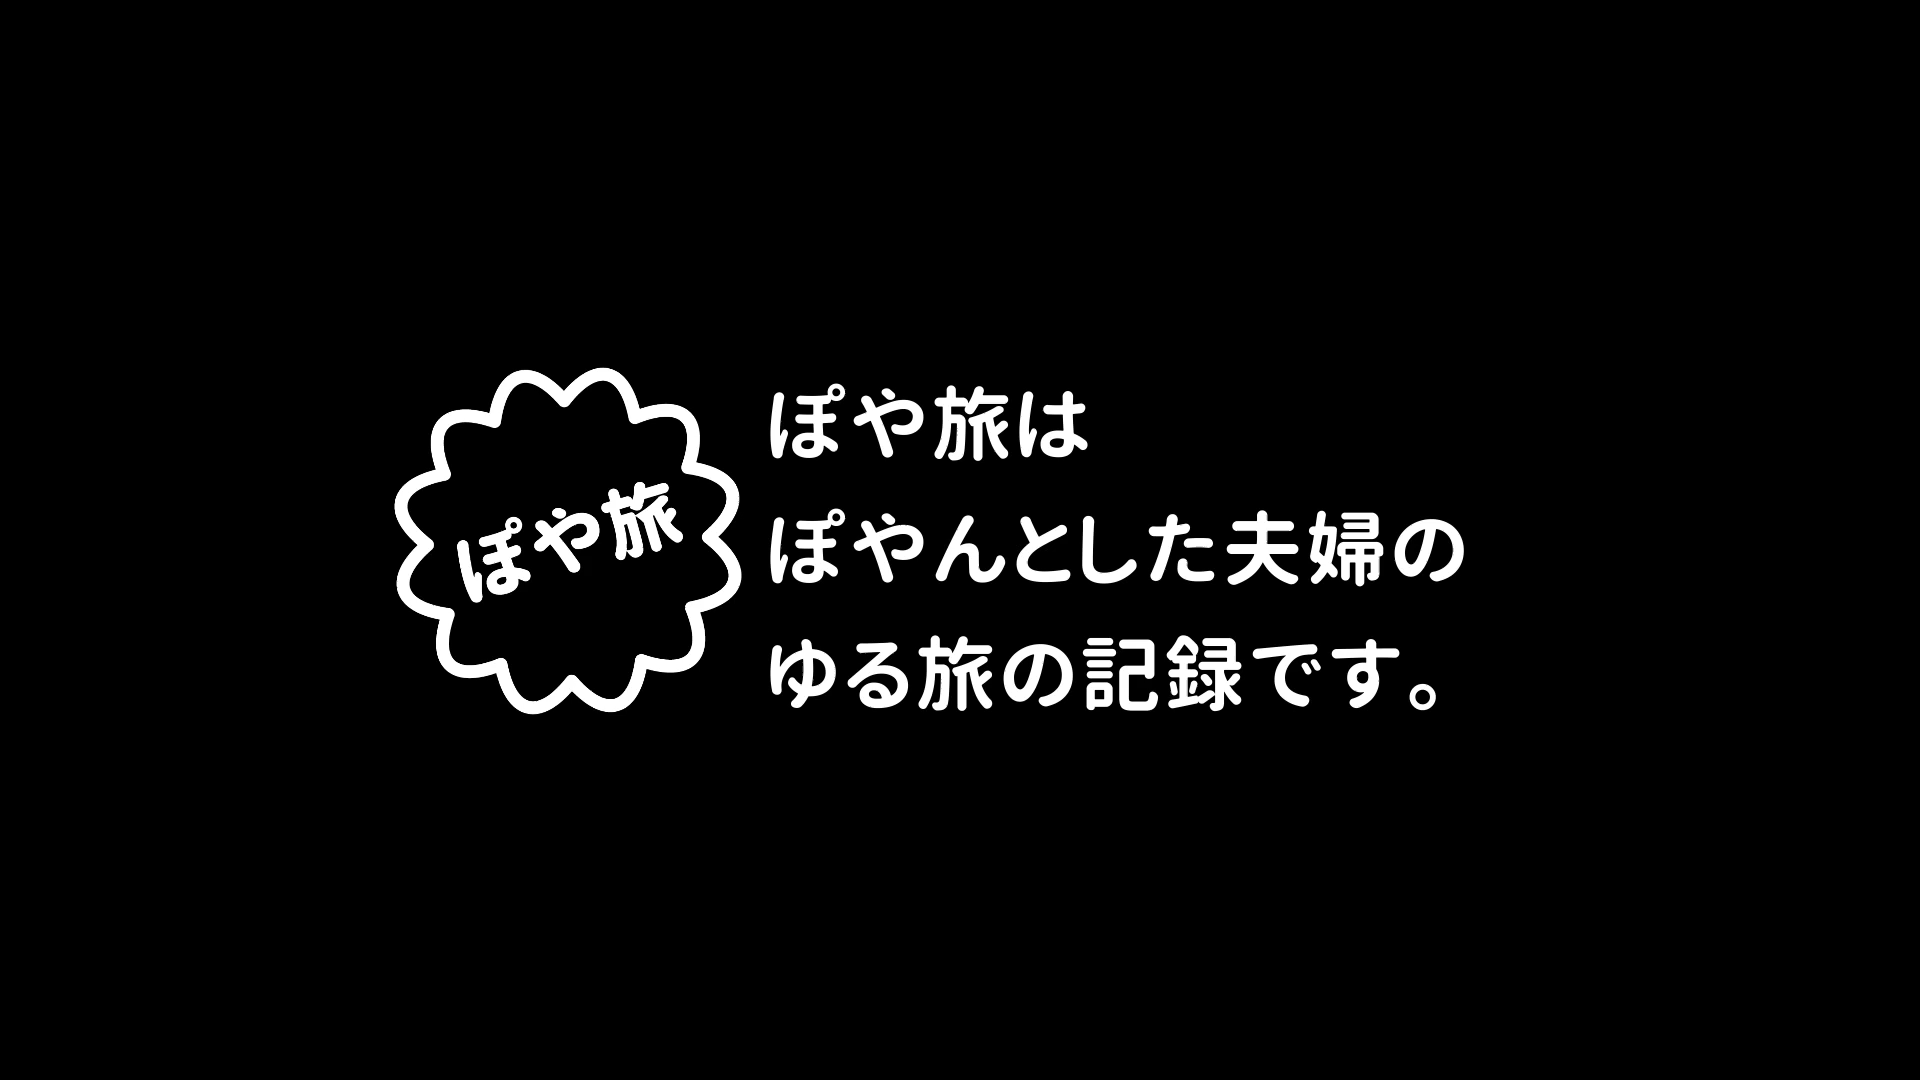 ぽや旅
ぽや旅は
ぽやんとした夫婦の
ゆる旅の記録です。